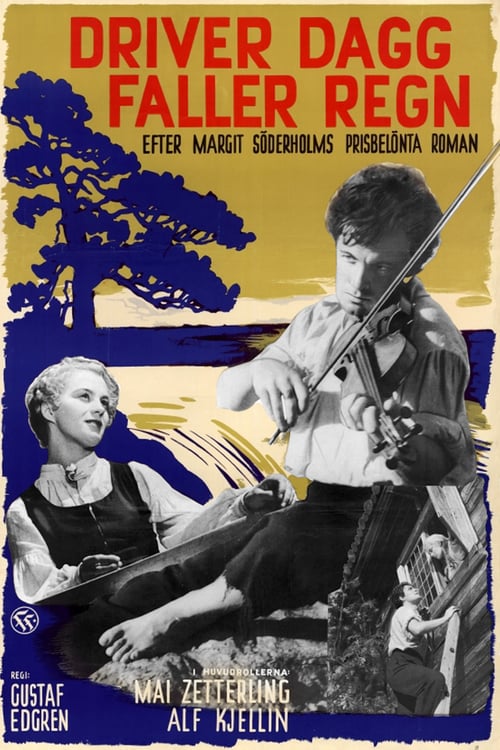 DRIVER DAGG
FALLER REGN
EFTER MARGIT SÖDERHOLMS PRISBELÖNTA ROMAN
REGI:
GUSTAF
EDGREN
I HUVUDROLLERNA:
MAI ZETTERLING
ALF KJELLIN